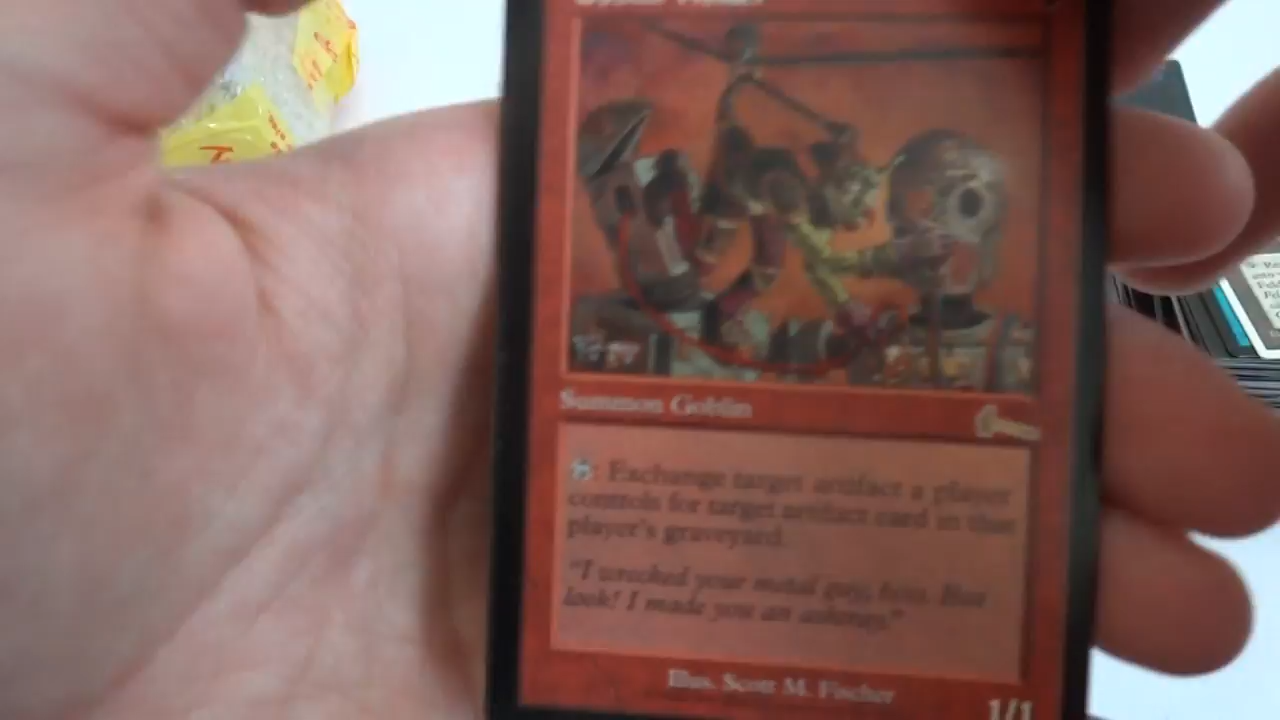 Summon Goblin
: Exchange target artifact a player
controls for target artifact card in that
player's graveyard.
"I wrecked your metal guy, boss. But
look! I made you an ashtray."
Illus. Scott M. Fischer
1/1